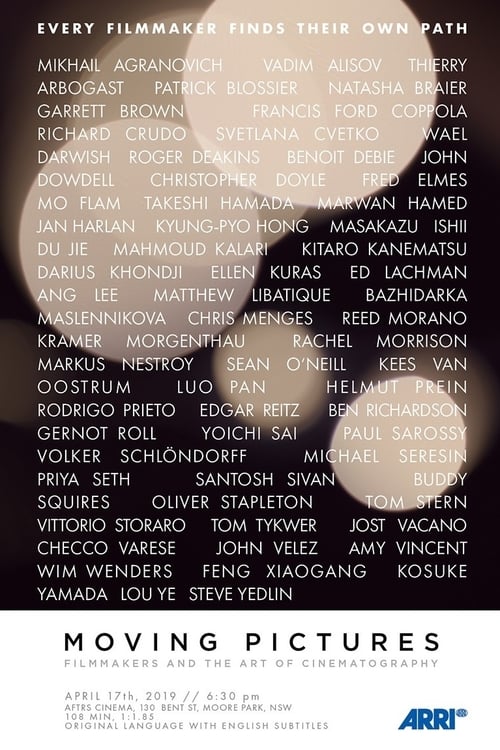 EVERY FILMMAKER FINDS THEIR OWN PATH
MIKHAIL AGRANOVICH VADIM ALISOV THIERRY
ARBOGAST PATRICK BLOSSIER NATASHA BRAIER
GARRETT BROWN FRANCIS FORD COPPOLA
RICHARD CRUDO SVETLANA CVETKO WAEL
DARWISH ROGER DEAKINS BENOIT DEBIE JOHN
DOWDELL CHRISTOPHER DOYLE FRED ELMES
MO FLAM TAKESHI HAMADA MARWAN HAMED
JAN HARLAN KYUNG-PYO HONG MASAKAZU ISHII
DU JIE MAHMOUD KALARI KITARO KANEMATSU
DARIUS KHONDJI ELLEN KURAS ED LACHMAN
ANG LEE MATTHEW LIBATIQUE BAZHIDARKA
MASLENNIKOVA CHRIS MENGES REED MORANO
KRAMER MORGENTHAU RACHEL MORRISON
MARKUS NESTROY SEAN O'NEILL KEES VAN
OOSTRUM LUO PAN HELMUT PREIN
RODRIGO PRIETO EDGAR REITZ BEN RICHARDSON
GERNOT ROLL YOICHI SAI PAUL SAROSSY
VOLKER SCHLÖNDORFF MICHAEL SERESIN
PRIYA SETH SANTOSH SIVAN BUDDY
SQUIRES OLIVER STAPLETON TOM STERN
VITTORIO STORARO TOM TYKWER JOST VACANO
CHECCO VARESE JOHN VELEZ AMY VINCENT
WIM WENDERS FENG XIAOGANG KOSUKE
YAMADA LOU YE STEVE YEDLIN
MOVING PICTURES
FILMMAKERS AND THE ART OF CINEMATOGRAPHY
APRIL 17th, 2019 // 6:30 pm
AFTRS CINEMA, 130 BENT ST, MOORE PARK, NSW
108 MIN, 1:1.85
ORIGINAL LANGUAGE WITH ENGLISH SUBTITLES
ARRI